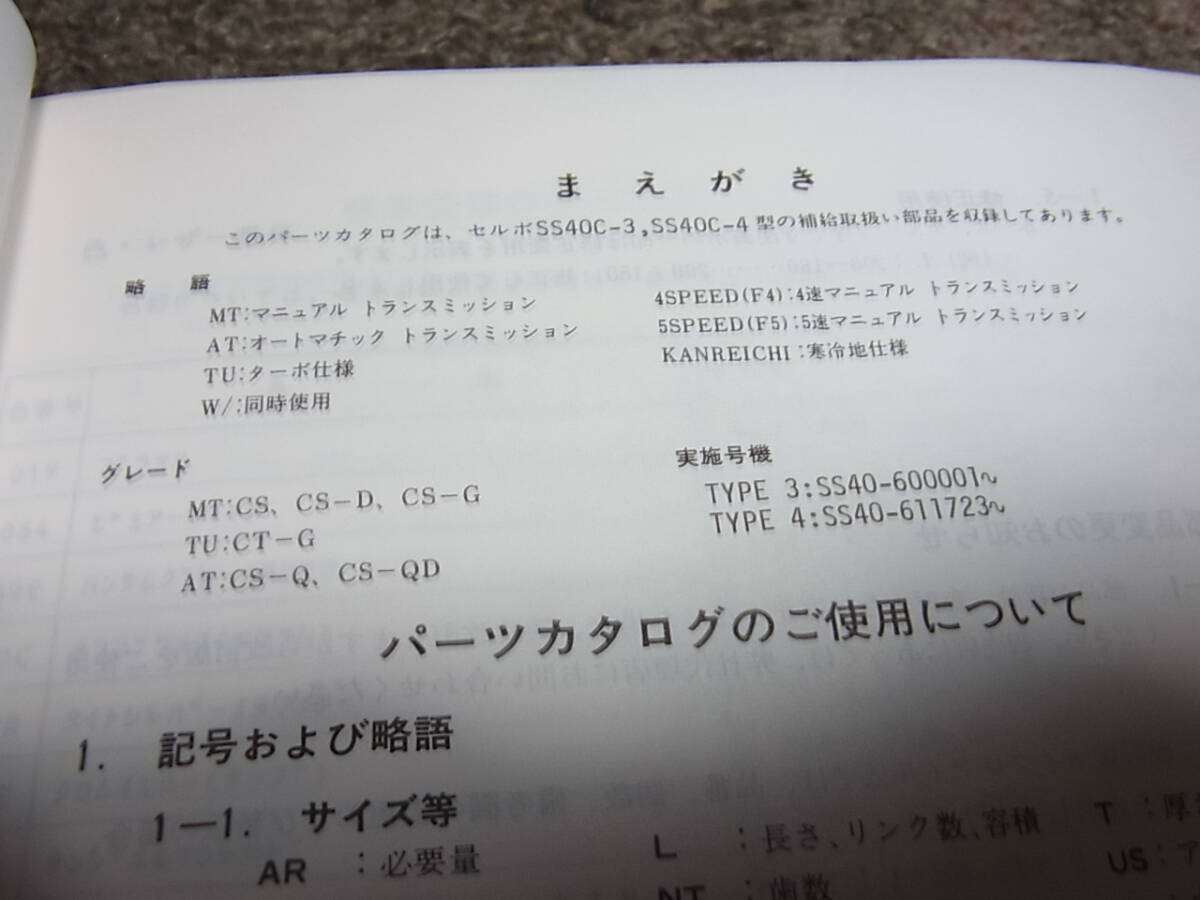 まえがき
このパーツカタログは、セルボSS40C-3,SS40C-4型の補給取扱い部品を収録してあります。
略 語
MT:マニュアル トランスミッション
AT:オートマチック トランスミッション
TU:ターボ仕様
W/:同時使用
4SPEED(F4):4速マニュアル トランスミッション
5SPEED(F5):5速マニュアル トランスミッション
KANREICHI:寒冷地仕様
グレード
MT:CS、CS-D、CS-G
TU:CT-G
AT:CS-Q、CS-QD
実施号機
TYPE 3:SS40-600001~
TYPE 4:SS40-611723~
パーツカタログのご使用について
1. 記号および略語
1-1. サイズ等
AR :必要量
L :長さ、リンク数、容積
T :厚
NT :歯数
US:ア